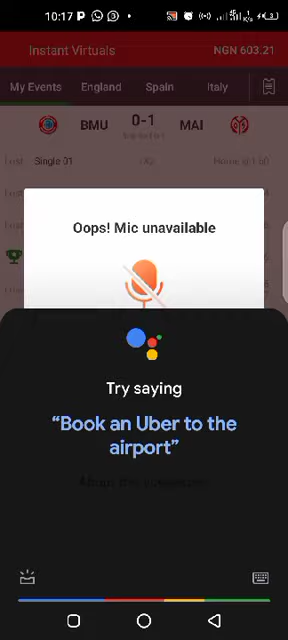 10:17 P
Instant Virtuals NGN 603.21
My Events England Spain Italy
BMU 0-1 MAI
Lost Single 01
Oops! Mic unavailable
Try saying
“Book an Uber to the
airport”